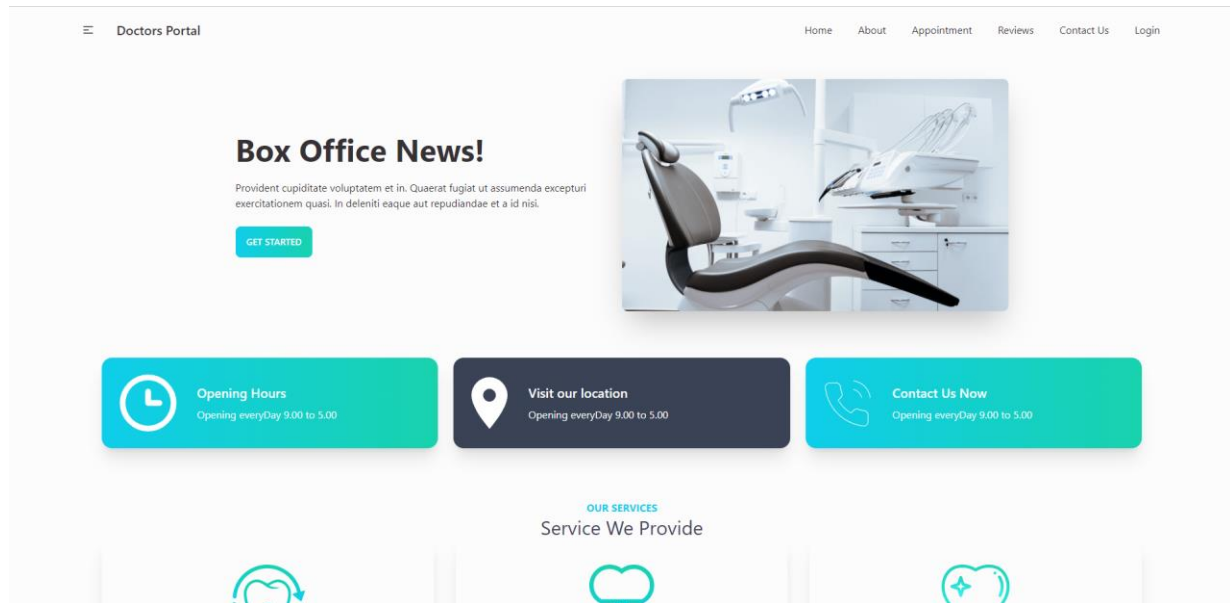 Doctors Portal
Home About Appointment Reviews Contact Us Login
Box Office News!
Provident cupiditate voluptatem et in. Quaerat fugiat ut assumenda excepturi
exercitationem quasi. In deleniti eaque aut repudiandae et a id nisi.
GET STARTED
Opening Hours
Opening everyDay 9.00 to 5.00
Visit our location
Opening everyDay 9.00 to 5.00
Contact Us Now
Opening everyDay 9.00 to 5.00
OUR SERVICES
Service We Provide